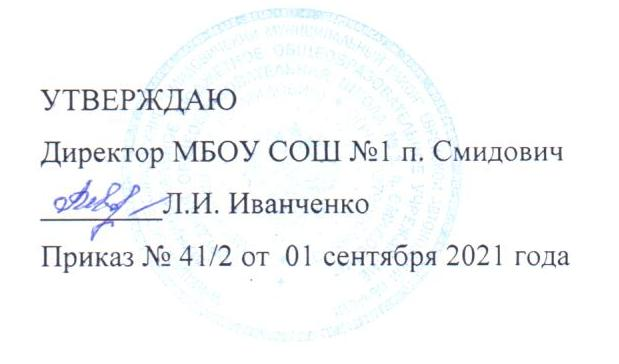 УТВЕРЖДАЮ
Директор МБОУ СОШ №1 п. Смидович
Л.И. Иванченко
Приказ № 41/2 от 01 сентября 2021 года